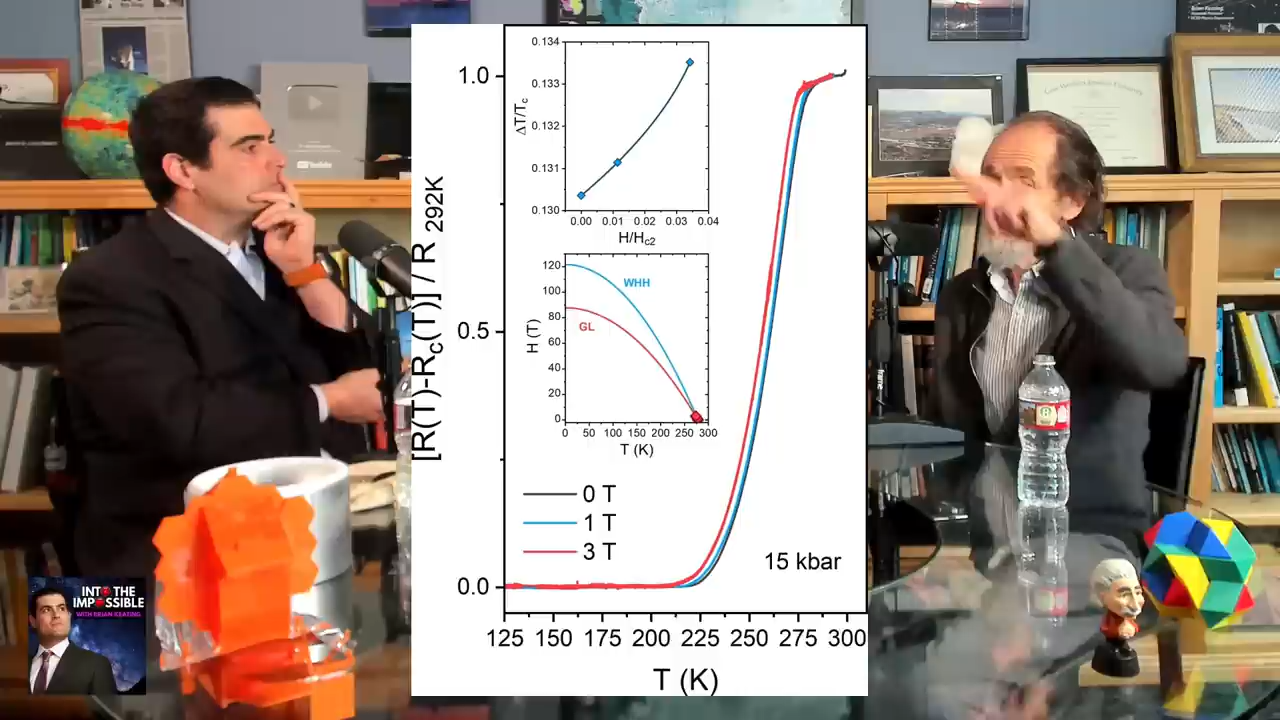 [R(T)-Rc(T)] / R 292K
1.0
0.5
0.0
0.134
0.133
0.132
0.131
0.130
ΔT/Tc
0.00 0.01 0.02 0.03 0.04
H/Hc2
120
100
80
60
40
20
0
H (T)
WHH
GL
0 50 100 150 200 250 300
T (K)
0 T
1 T
3 T
15 kbar
125 150 175 200 225 250 275 300
T (K)
INTO THE
IMPOSSIBLE
WITH BRIAN KEATING